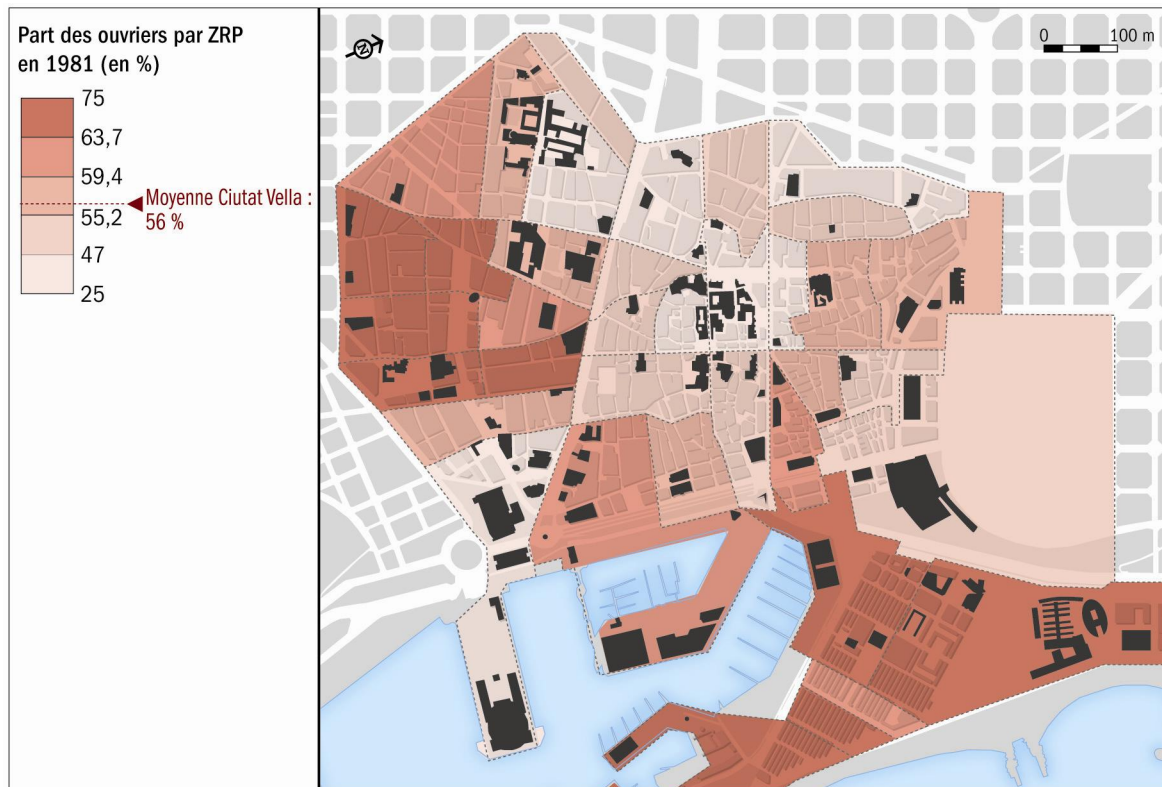 Part des ouvriers par ZRP
en 1981 (en %)
75
63,7
59,4
Moyenne Ciutat Vella :
56 %
55,2
47
25
N
0 100 m